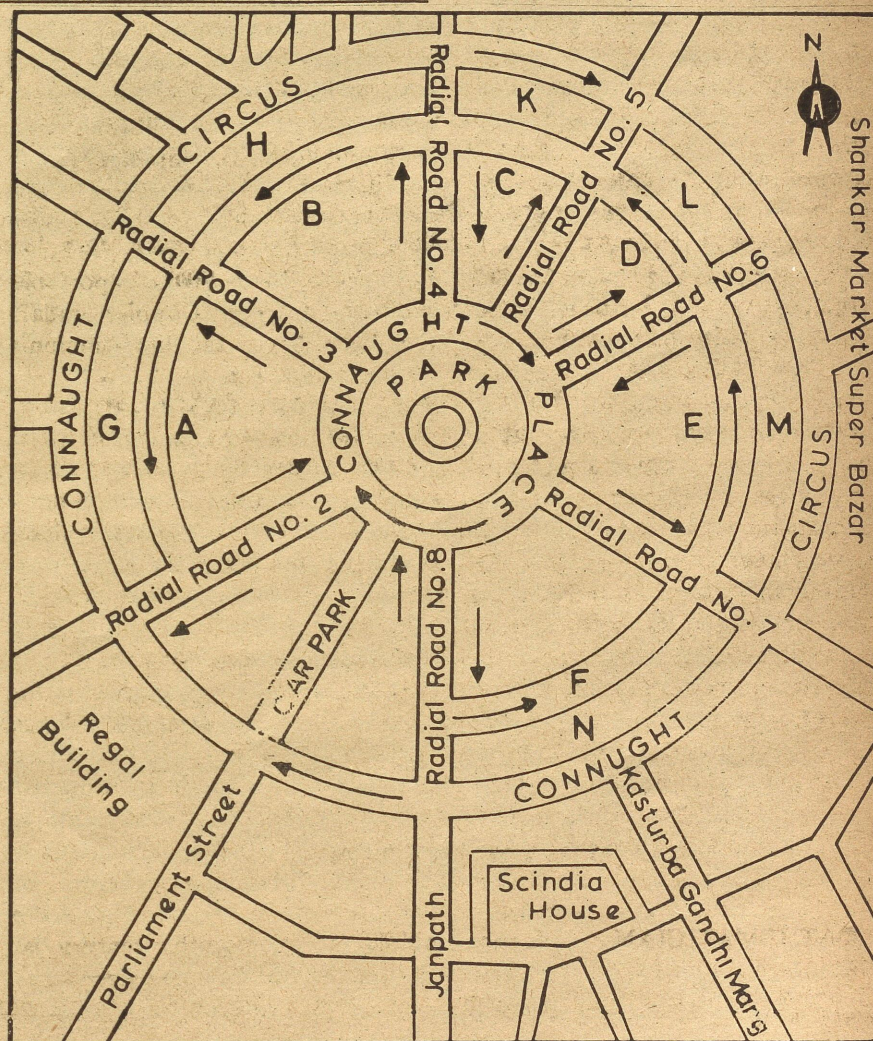 N
CIRCUS
Radial Road No. 4
K
Radial Road No. 5
H
C
L
B
D
Radial Road No. 6
Radial Road No. 3
CONNAUGHT PLACE
PARK
CONNAUGHT
G
A
E
M
CIRCUS
Shankar Market Super Bazar
Radial Road No. 2
Radial Road No. 7
CAR PARK
Radial Road No. 8
F
N
CONNUGHT
Regal
Building
Parliament Street
Janpath
Scindia
House
Kasturba Gandhi Marg